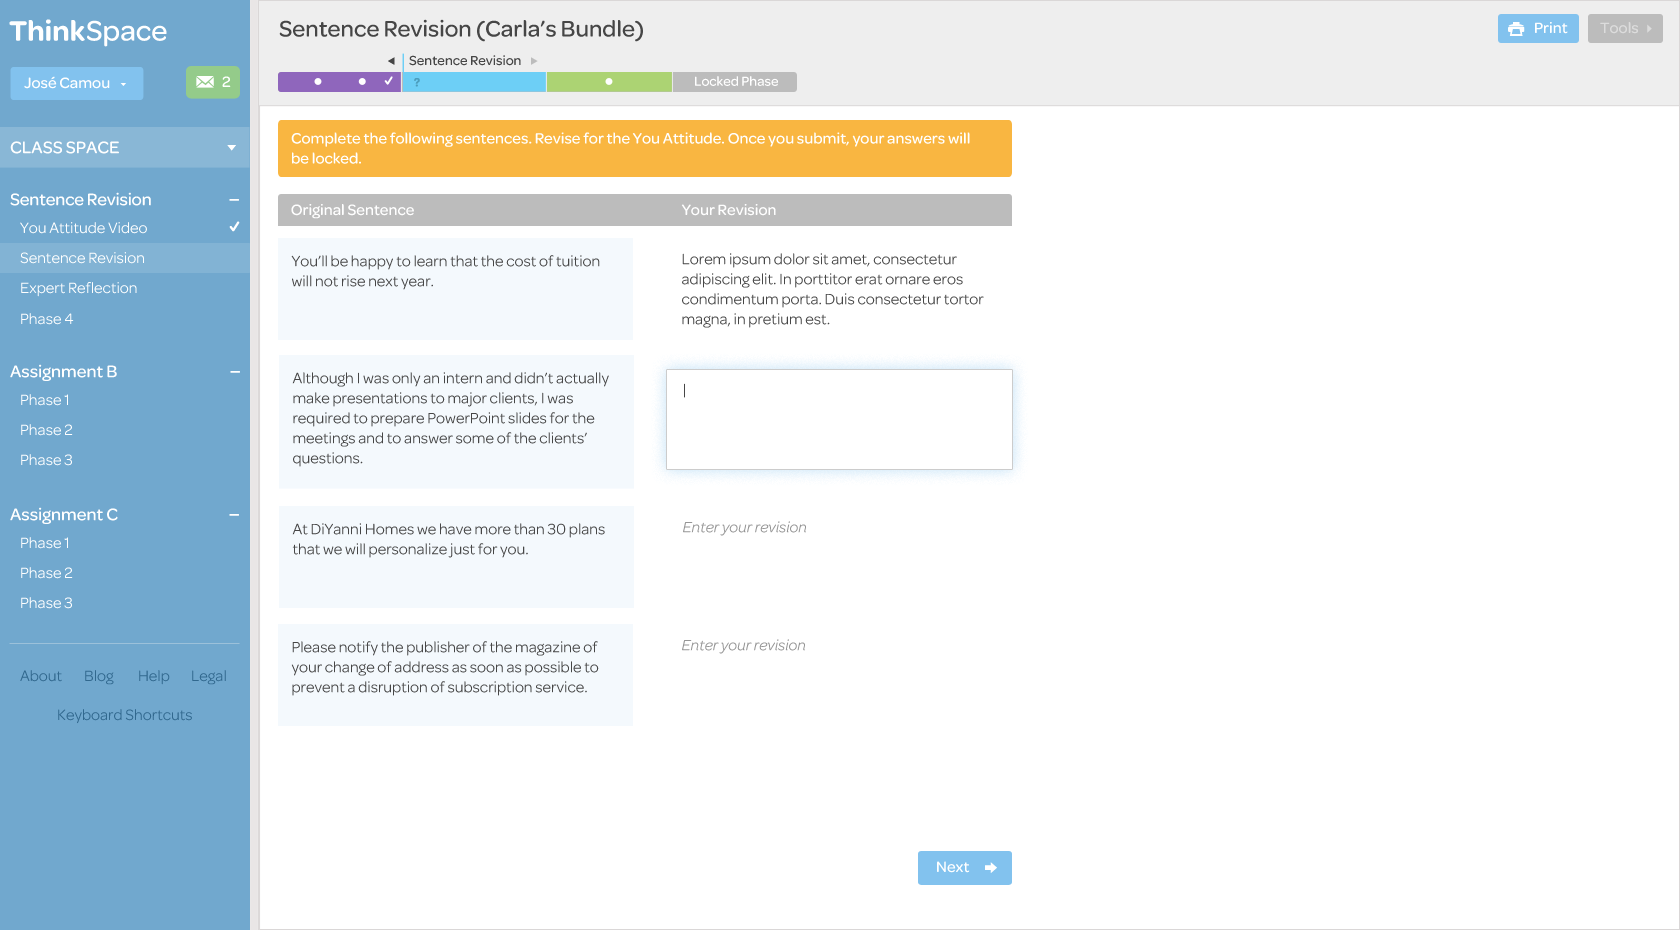 ThinkSpace
José Camou
2
CLASS SPACE
Sentence Revision
You Attitude Video
Sentence Revision
Expert Reflection
Phase 4
Assignment B
Phase 1
Phase 2
Phase 3
Assignment C
Phase 1
Phase 2
Phase 3
About Blog Help Legal
Keyboard Shortcuts
Sentence Revision (Carla’s Bundle)
Print
Tools
Sentence Revision
?
Locked Phase
Complete the following sentences. Revise for the You Attitude. Once you submit, your answers will
be locked.
Original Sentence
Your Revision
You’ll be happy to learn that the cost of tuition
will not rise next year.
Lorem ipsum dolor sit amet, consectetur
adipiscing elit. In porttitor erat ornare eros
condimentum porta. Duis consectetur tortor
magna, in pretium est.
Although I was only an intern and didn’t actually
make presentations to major clients, I was
required to prepare PowerPoint slides for the
meetings and to answer some of the clients’
questions.
At DiYanni Homes we have more than 30 plans
that we will personalize just for you.
Enter your revision
Please notify the publisher of the magazine of
your change of address as soon as possible to
prevent a disruption of subscription service.
Enter your revision
Next